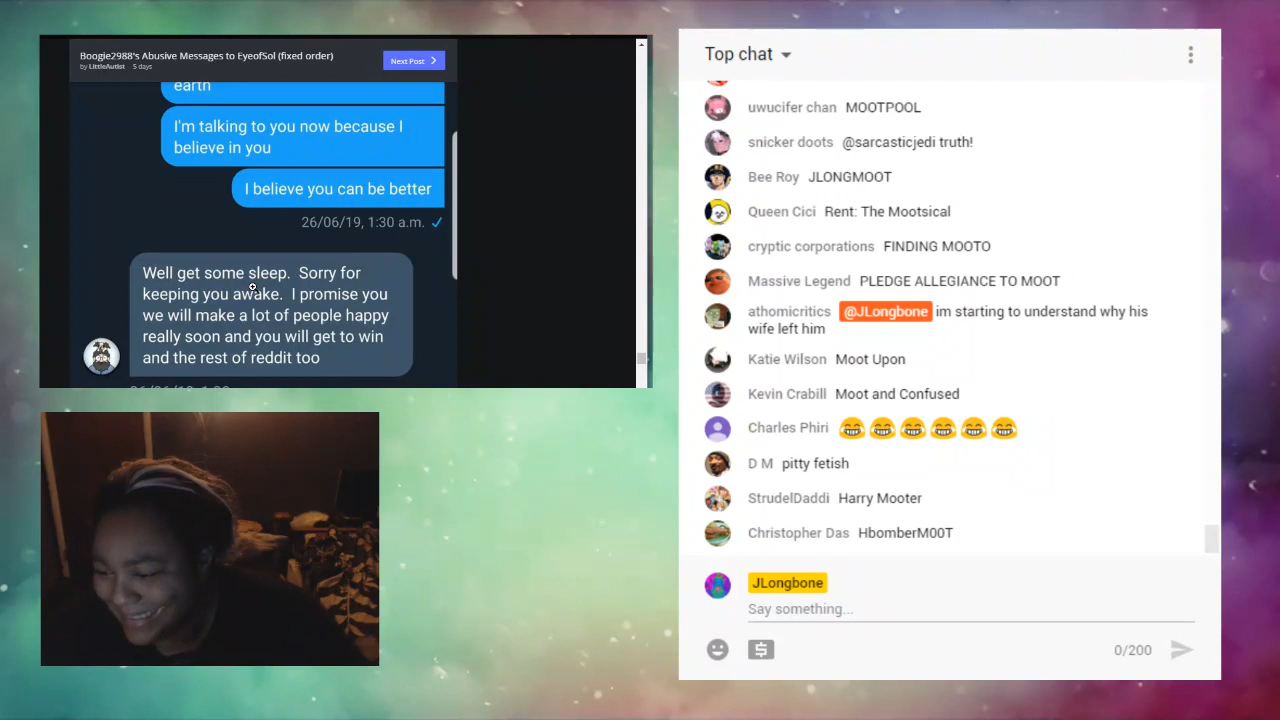 Boogie2988's Abusive Messages to EyeofSol (fixed order)
by LittleAutist 5 days
Next Post
earth
I'm talking to you now because I
believe in you
I believe you can be better
26/06/19, 1:30 a.m.
Well get some sleep. Sorry for
keeping you awake. I promise you
we will make a lot of people happy
really soon and you will get to win
and the rest of reddit too
Top chat
uwucifer chan MOOTPOOL
snicker doots @sarcasticjedi truth!
Bee Roy JLONGMOOT
Queen Cici Rent: The Mootsical
cryptic corporations FINDING MOOTO
Massive Legend PLEDGE ALLEGIANCE TO MOOT
athomicritics @JLongbone im starting to understand why his
wife left him
Katie Wilson Moot Upon
Kevin Crabill Moot and Confused
Charles Phiri 😂😂😂😂😂😂
D M pitty fetish
StrudelDaddi Harry Mooter
Christopher Das HbomberM00T
JLongbone
Say something...
0/200